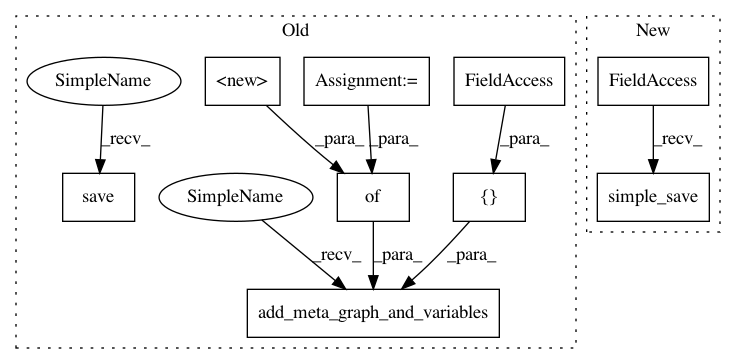 Old
New
SimpleName
<new>
Assignment:=
FieldAccess
FieldAccess
_recv_
_para_
_para_
_para_
_recv_
save
SimpleName
of
{}
simple_save
_recv_
_para_
_para_
add_meta_graph_and_variables